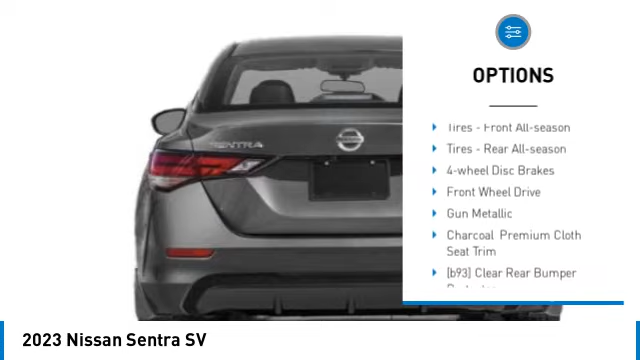 OPTIONS
Tires - Front All-season
Tires - Rear All-season
4-wheel Disc Brakes
Front Wheel Drive
Gun Metallic
Charcoal Premium Cloth
Seat Trim
[b93] Clear Rear Bumper
SENTRA
2023 Nissan Sentra SV